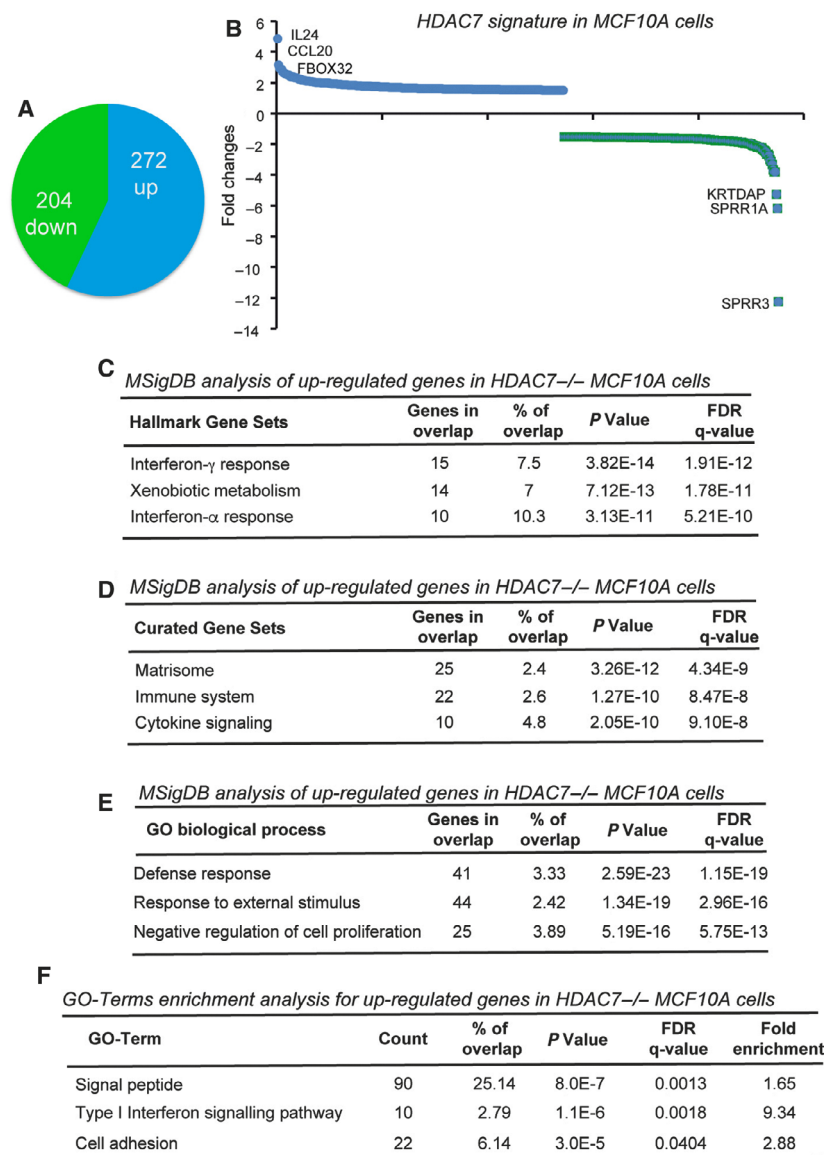 A
272
up
204
down
B
HDAC7 signature in MCF10A cells
Fold changes
6
4
2
0
–2
–4
–6
–8
–10
–12
–14
IL24
CCL20
FBOX32
KRTDAP
SPRR1A
SPRR3
C
MSigDB analysis of up-regulated genes in HDAC7–/– MCF10A cells
Hallmark Gene Sets Genes in overlap % of overlap P Value FDR q-value
Interferon-γ response 15 7.5 3.82E-14 1.91E-12
Xenobiotic metabolism 14 7 7.12E-13 1.78E-11
Interferon-α response 10 10.3 3.13E-11 5.21E-10
D
MSigDB analysis of up-regulated genes in HDAC7–/– MCF10A cells
Curated Gene Sets Genes in overlap % of overlap P Value FDR q-value
Matrisome 25 2.4 3.26E-12 4.34E-9
Immune system 22 2.6 1.27E-10 8.47E-8
Cytokine signaling 10 4.8 2.05E-10 9.10E-8
E
MSigDB analysis of up-regulated genes in HDAC7–/– MCF10A cells
GO biological process Genes in overlap % of overlap P Value FDR q-value
Defense response 41 3.33 2.59E-23 1.15E-19
Response to external stimulus 44 2.42 1.34E-19 2.96E-16
Negative regulation of cell proliferation 25 3.89 5.19E-16 5.75E-13
F
GO-Terms enrichment analysis for up-regulated genes in HDAC7–/– MCF10A cells
GO-Term Count % of overlap P Value FDR q-value Fold enrichment
Signal peptide 90 25.14 8.0E-7 0.0013 1.65
Type I Interferon signalling pathway 10 2.79 1.1E-6 0.0018 9.34
Cell adhesion 22 6.14 3.0E-5 0.0404 2.88